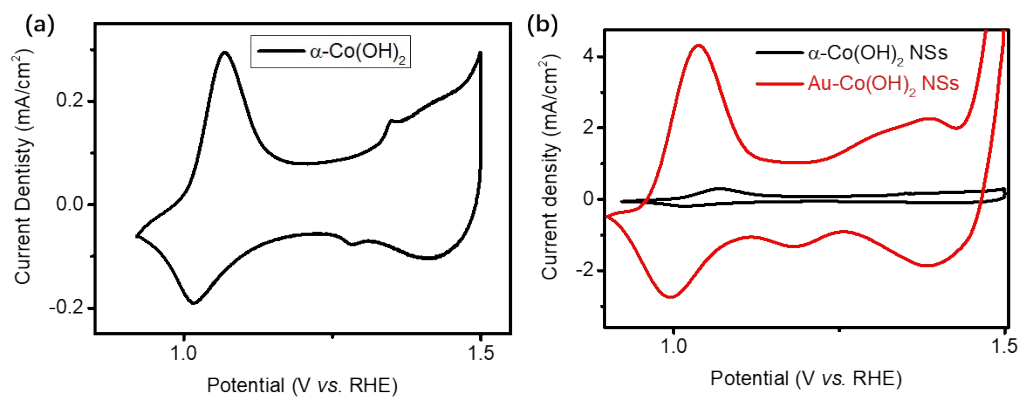 (a)
α-Co(OH)2
Current Dentisty (mA/cm2)
0.2
0.0
-0.2
1.0
1.5
Potential (V vs. RHE)
(b)
α-Co(OH)2 NSs
Au-Co(OH)2 NSs
Current density (mA/cm2)
4
2
0
-2
1.0
1.5
Potential (V vs. RHE)